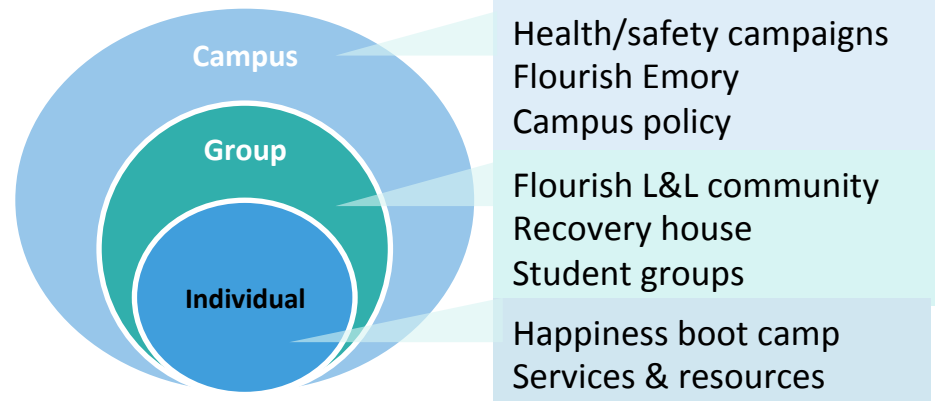 Campus
Health/safety campaigns
Flourish Emory
Campus policy
Group
Flourish L&L community
Recovery house
Student groups
Individual
Happiness boot camp
Services & resources